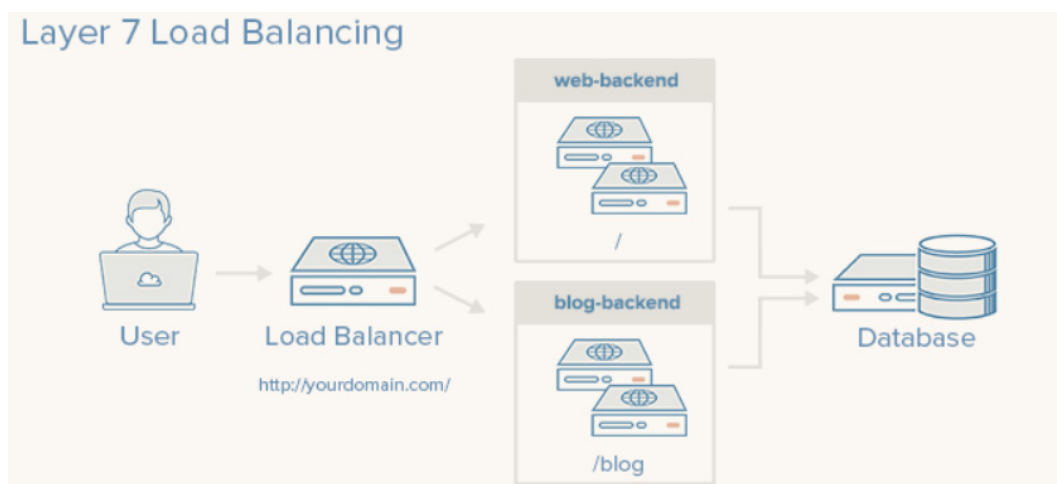 Layer 7 Load Balancing
web-backend
/
User
Load Balancer
http://yourdomain.com/
blog-backend
/blog
Database